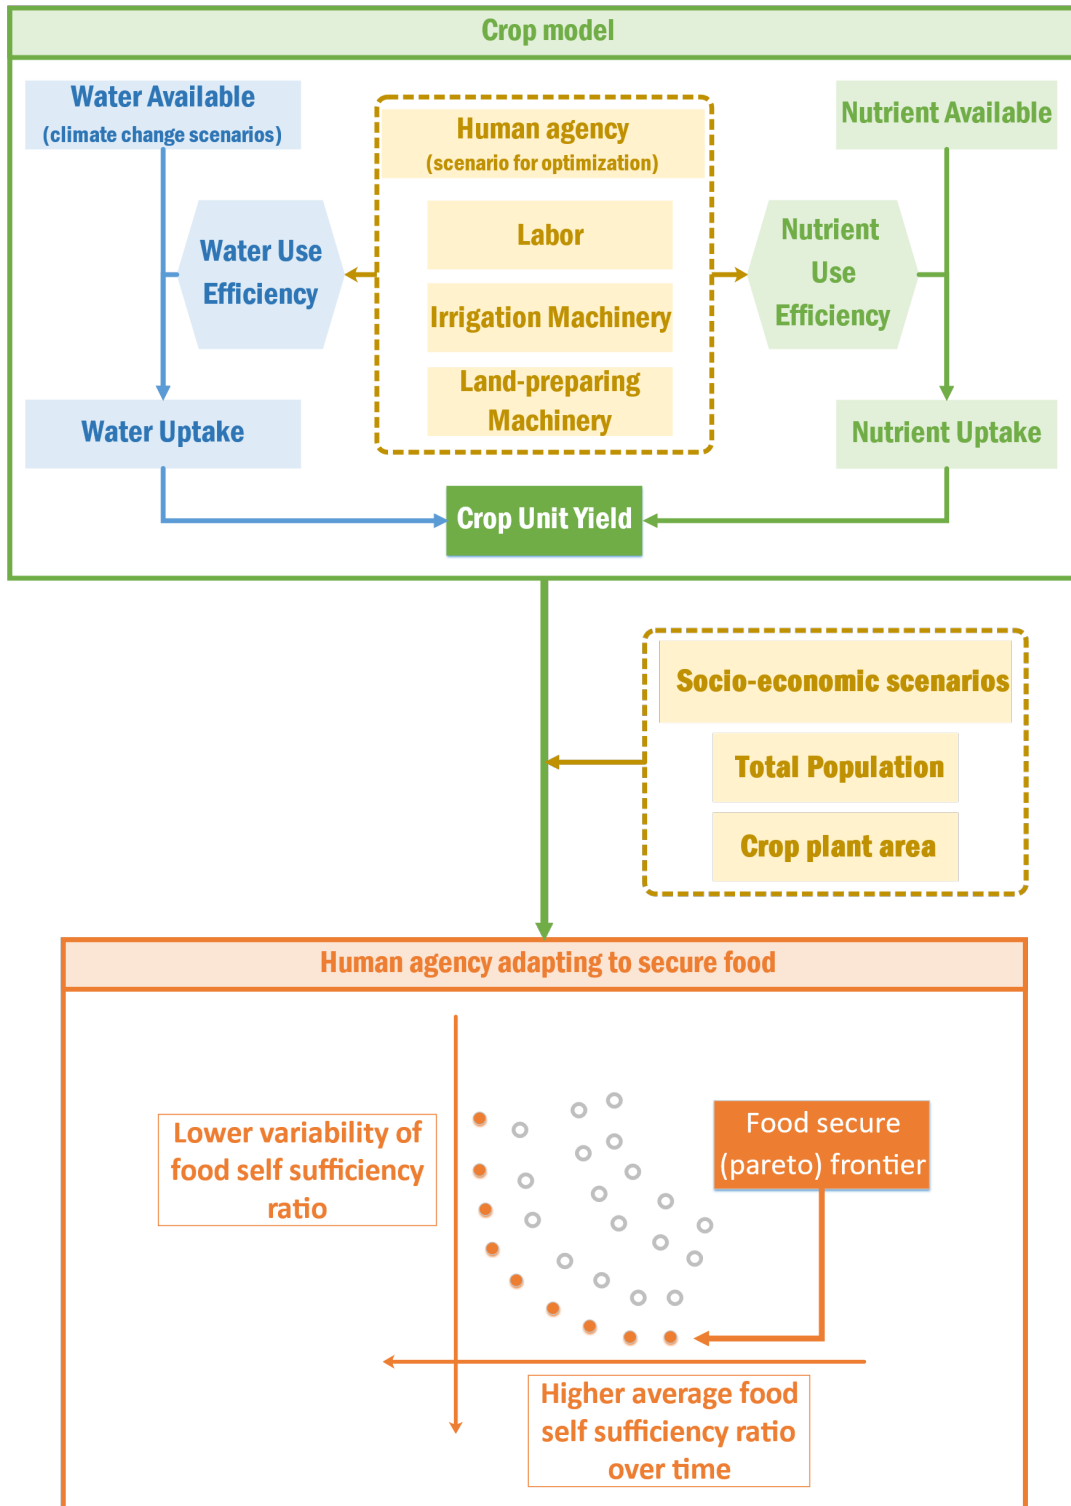 Crop model
Water Available
(climate change scenarios)
Human agency
(scenario for optimization)
Nutrient Available
Labor
Water Use
Efficiency
Nutrient
Use
Efficiency
Irrigation Machinery
Land-preparing
Machinery
Water Uptake
Nutrient Uptake
Crop Unit Yield
Socio-economic scenarios
Total Population
Crop plant area
Human agency adapting to secure food
Lower variability of
food self sufficiency
ratio
Food secure
(pareto) frontier
Higher average food
self sufficiency ratio
over time